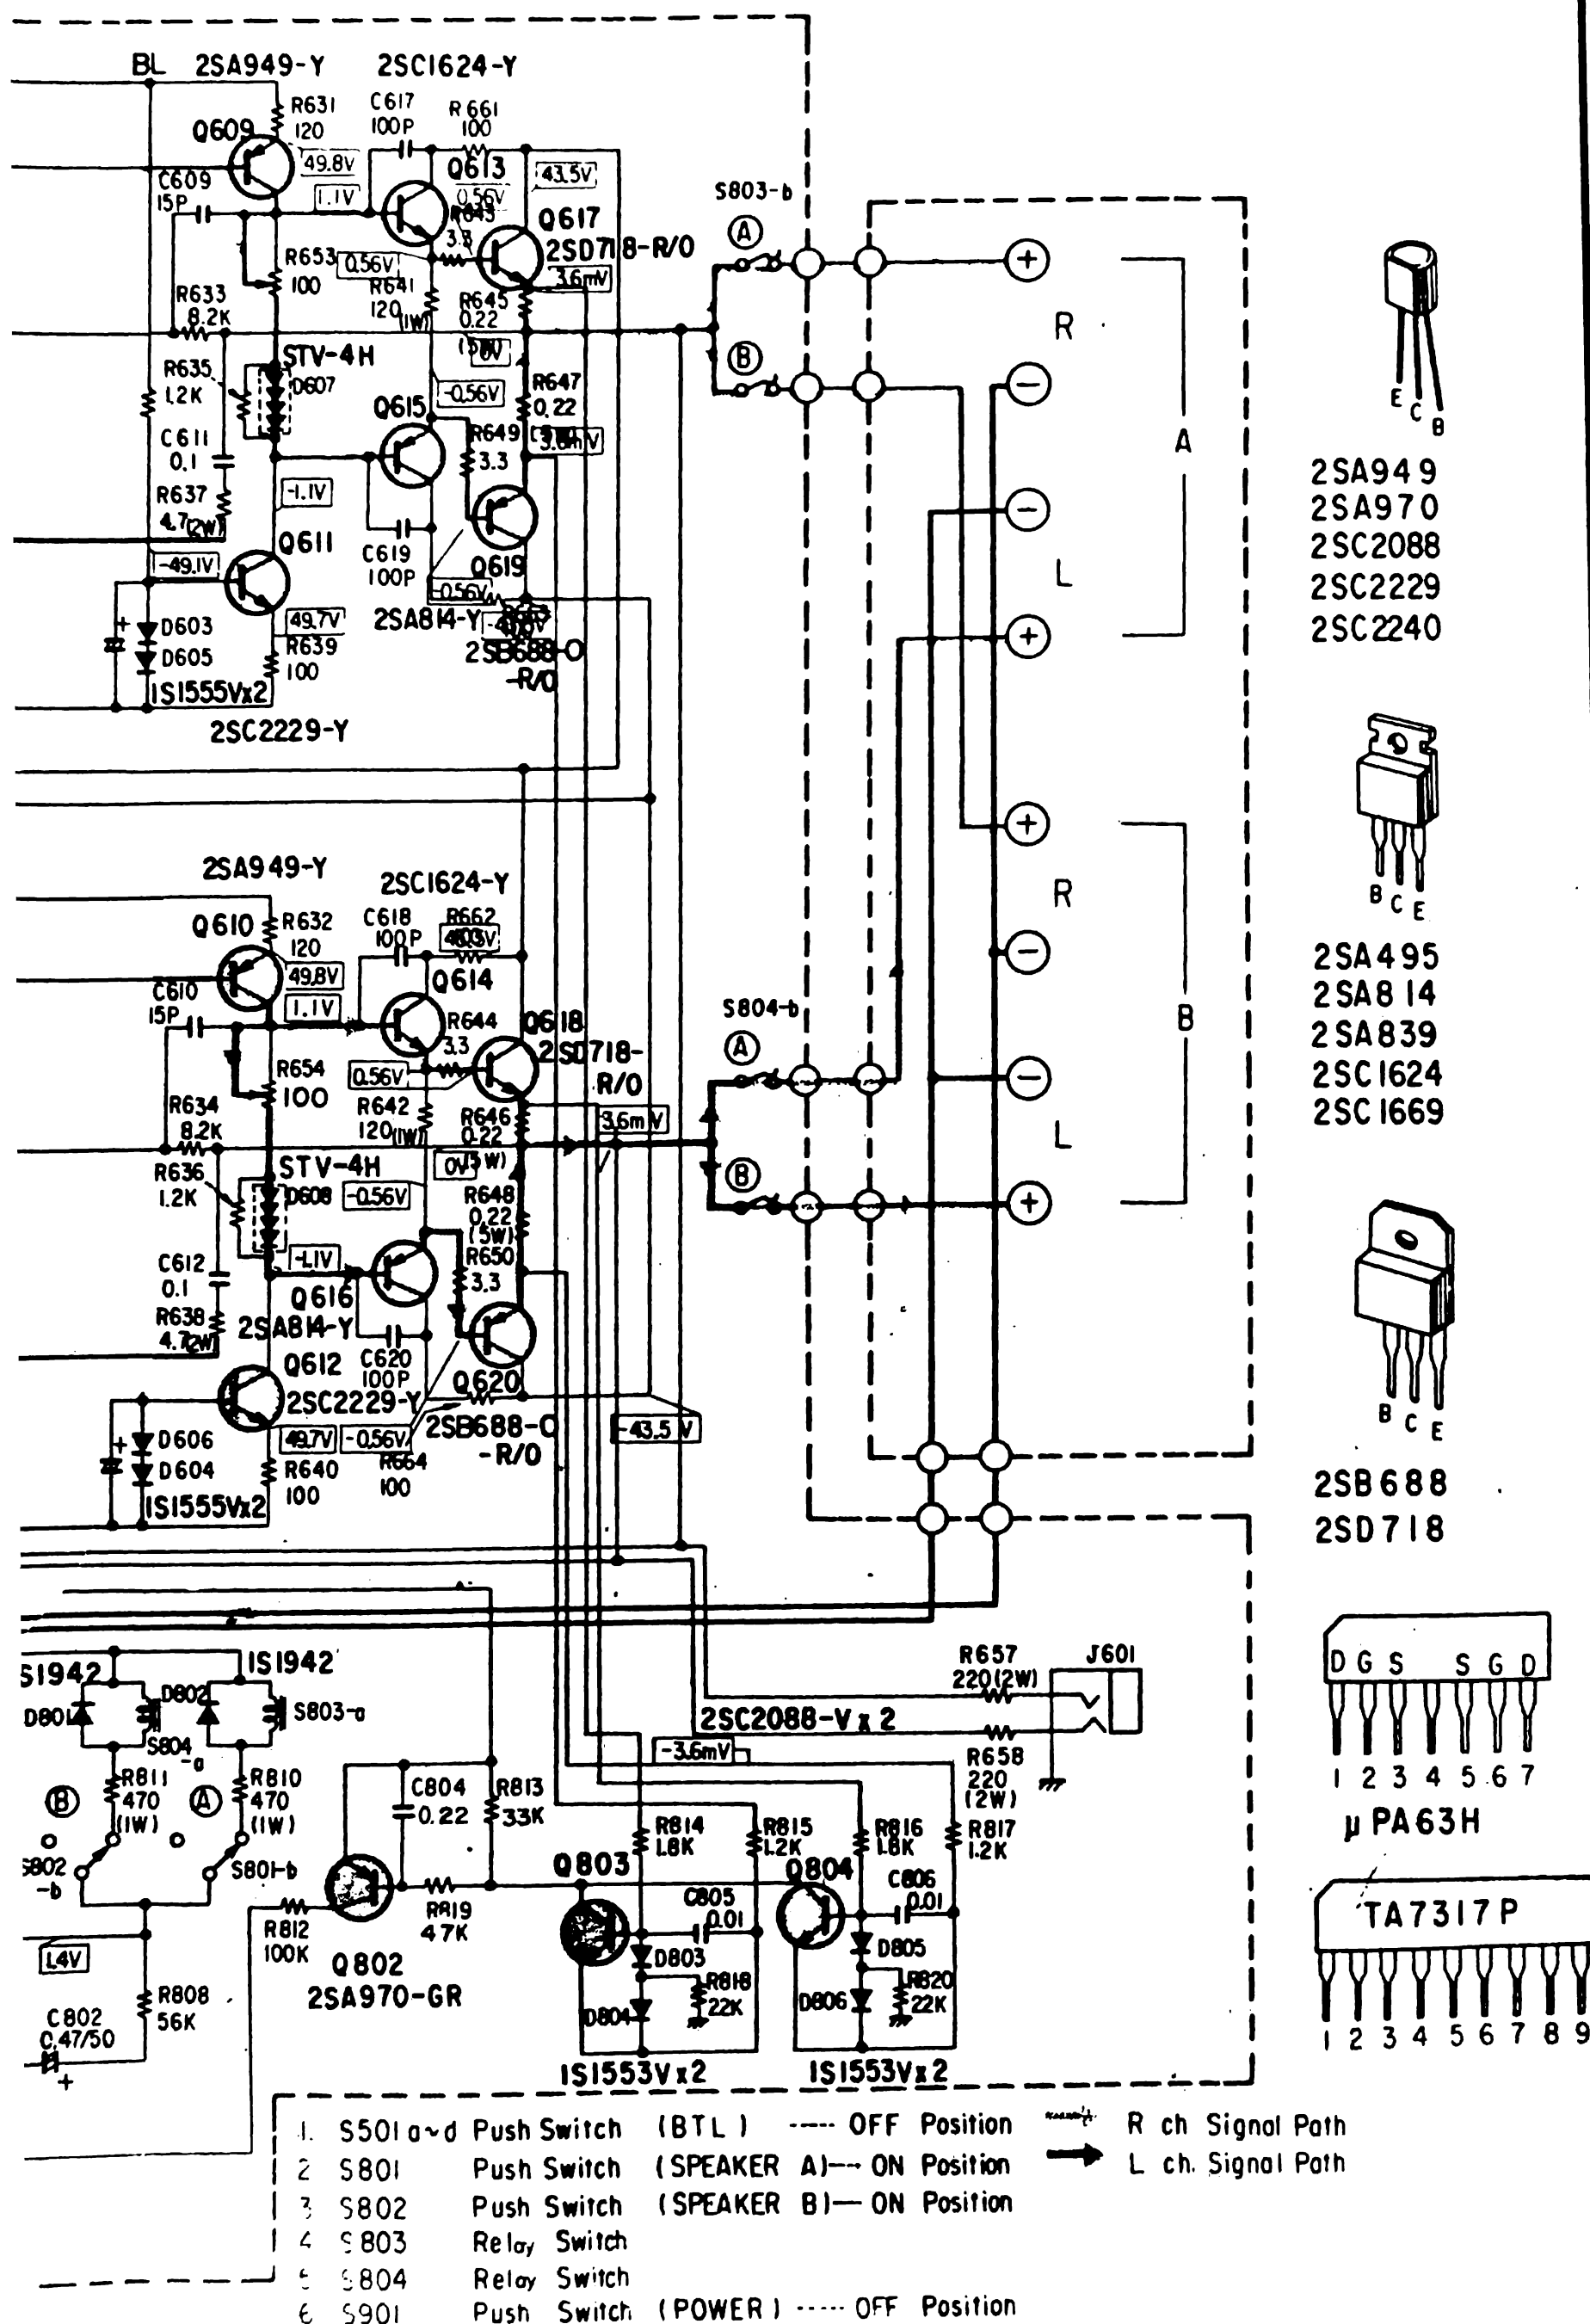 BL 2SA949-Y 2SC1624-Y
R631
120
C617
100P
R661
100
Q609
49.8V
Q613
43.5V
C609
15P
1.1V
0.56V
R643
3.3
Q617
2SD718-R/O
3.6mV
R653
100
0.56V
R641
120
(1W)
R645
0.22
R633
8.2K
0V
STV-4H
R635
1.2K
D607
-0.56V
R647
0.22
Q615
R649
3.3
3.6mV
C611
0.1
R637
4.7(2W)
-1.1V
Q611
C619
100P
Q619
-49.1V
-0.56V
2SA814-Y
D603
D605
49.7V
R639
100
2SB688-O
-R/O
1S1555Vx2
2SC2229-Y
S803-b
A
B
+
R
-
A
-
L
+
+
R
-
B
-
L
+
2SA949-Y
2SC1624-Y
Q610
R632
120
C618
100P
R662
49.8V
Q614
C610
15P
1.1V
R644
3.3
Q618
2SD718-
R/O
R654
100
0.56V
R642
120(1W)
R646
0.22
(5W)
3.6mV
R634
8.2K
0V
R636
1.2K
STV-4H
D608
-0.56V
R648
0.22
(5W)
R650
3.3
-1.1V
C612
0.1
Q616
2SA814-Y
R638
4.7(2W)
Q612
C620
100P
Q620
2SC2229-Y
2SB688-O
-R/O
-43.5V
D606
D604
49.7V
-0.56V
R640
100
R664
100
1S1555Vx2
S804-b
A
B
E C B
2SA949
2SA970
2SC2088
2SC2229
2SC2240
B C E
2SA495
2SA814
2SA839
2SC1624
2SC1669
B C E
2SB688
2SD718
D G S S G D
1 2 3 4 5 6 7
μPA63H
TA7317P
1 2 3 4 5 6 7 8 9
S1942
1S1942
D801
D802
S804
-a
S803-a
B
R811
470
(1W)
A
R810
470
(1W)
S802
-b
S801-b
C804
0.22
R813
33K
R812
100K
R819
47K
Q802
2SA970-GR
1.4V
R808
56K
C802
0.47/50
+
R657
220(2W)
J601
2SC2088-Vx2
-3.6mV
R658
220
(2W)
R814
1.8K
R815
1.2K
R816
1.8K
R817
1.2K
Q803
Q804
C805
0.01
C806
0.01
D803
D805
R818
22K
R820
22K
D804
D806
1S1553Vx2 1S1553Vx2
1. S501a~d Push Switch (BTL) ----- OFF Position R ch Signal Path
2 S801 Push Switch (SPEAKER A)-- ON Position L ch. Signal Path
3 S802 Push Switch (SPEAKER B)— ON Position
4 S803 Relay Switch
5 S804 Relay Switch
6 S901 Push Switch (POWER) ----- OFF Position